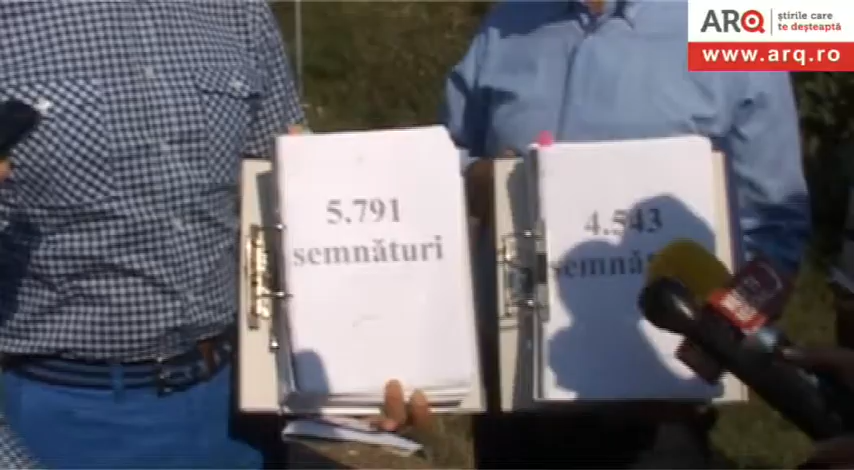 ARQ
știrile care
te deșteaptă
www.arq.ro
5.791
semnături
4.543